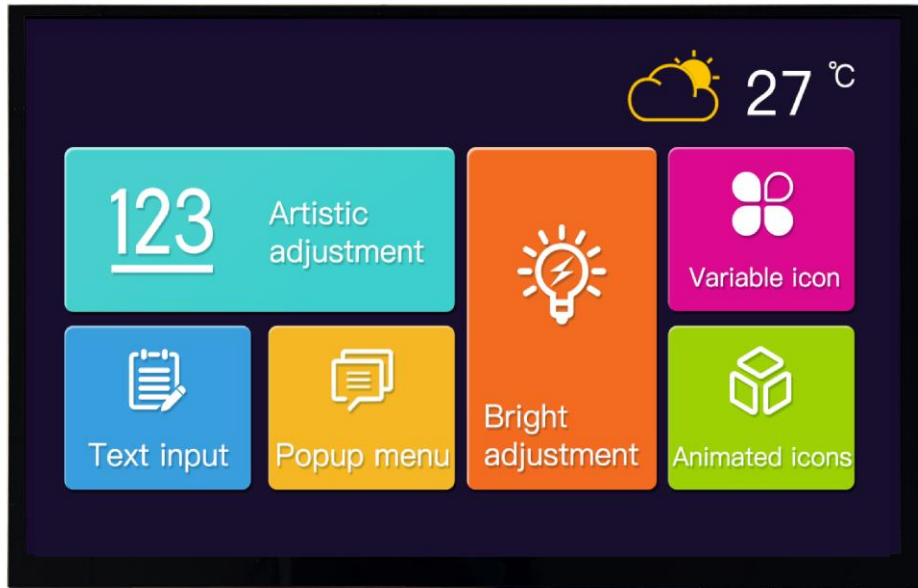 27 ℃
123
Artistic
adjustment
Bright
adjustment
Variable icon
Text input
Popup menu
Animated icons